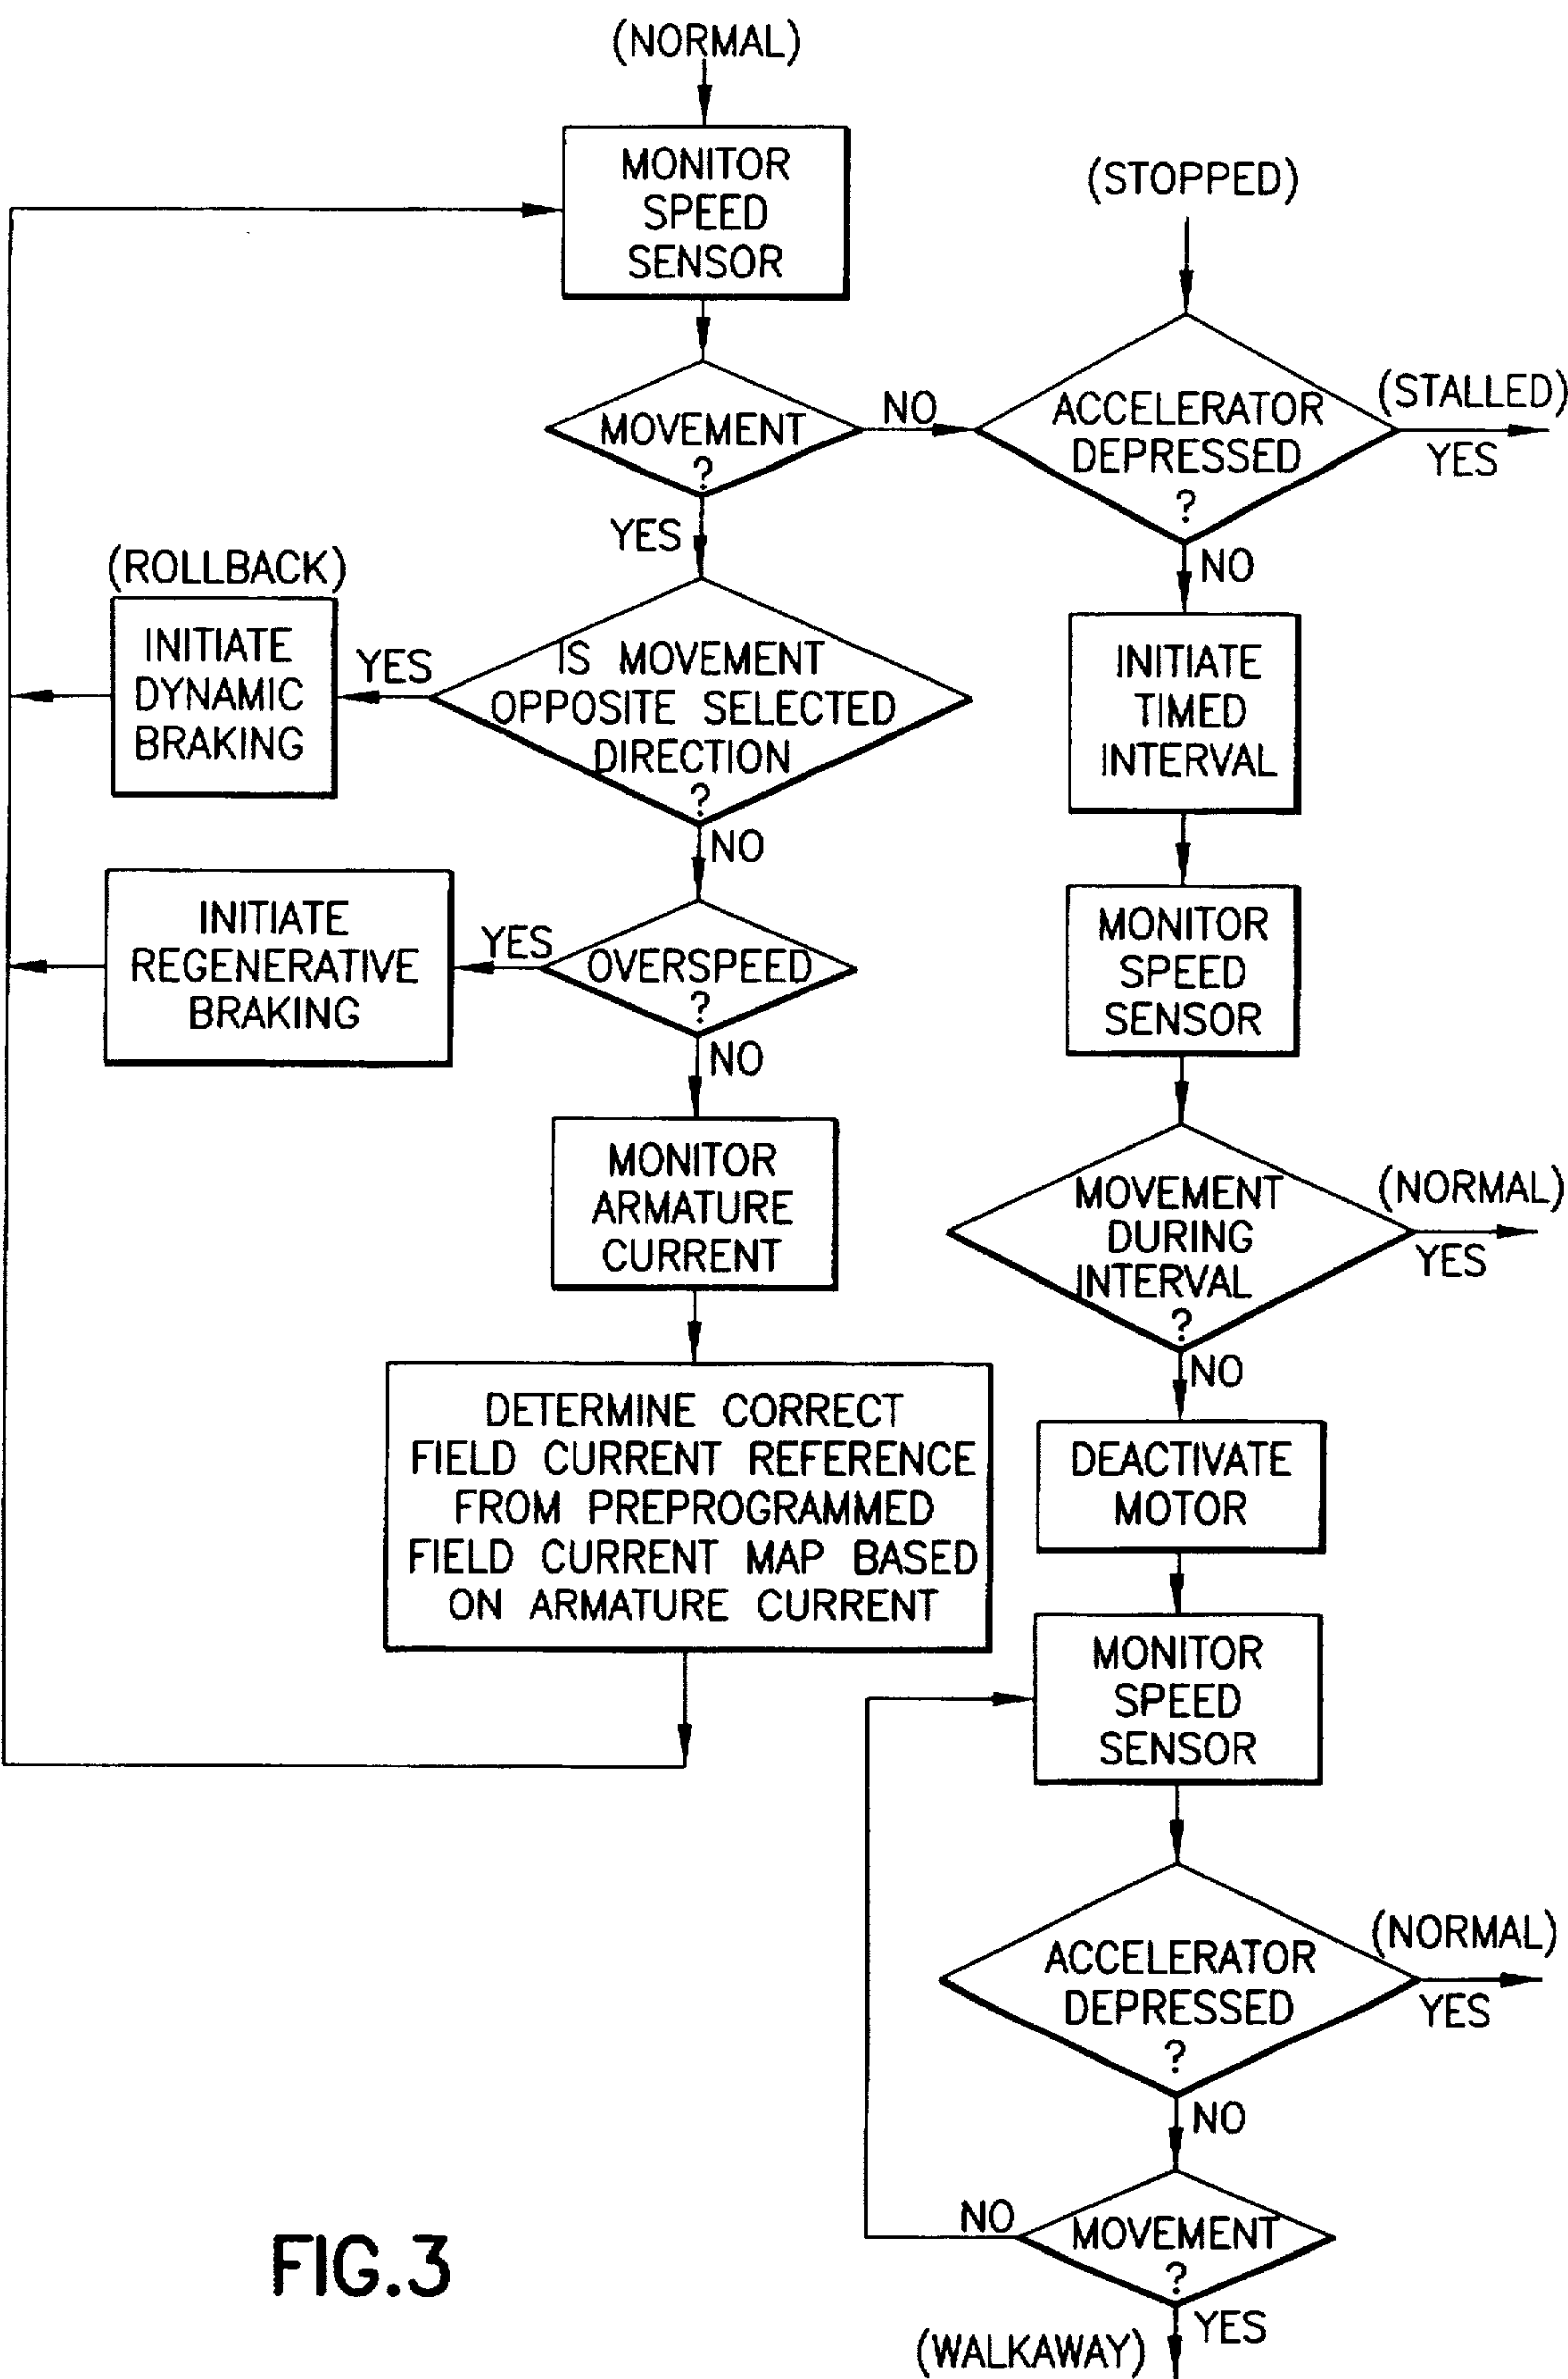 (NORMAL)
MONITOR
SPEED
SENSOR
MOVEMENT
?
YES
NO
(STOPPED)
ACCELERATOR
DEPRESSED
?
(STALLED)
YES
NO
(ROLLBACK)
INITIATE
DYNAMIC
BRAKING
YES
IS MOVEMENT
OPPOSITE SELECTED
DIRECTION
?
NO
INITIATE
REGENERATIVE
BRAKING
YES
OVERSPEED
?
NO
MONITOR
ARMATURE
CURRENT
DETERMINE CORRECT
FIELD CURRENT REFERENCE
FROM PREPROGRAMMED
FIELD CURRENT MAP BASED
ON ARMATURE CURRENT
INITIATE
TIMED
INTERVAL
MONITOR
SPEED
SENSOR
MOVEMENT
DURING
INTERVAL
?
(NORMAL)
YES
NO
DEACTIVATE
MOTOR
MONITOR
SPEED
SENSOR
ACCELERATOR
DEPRESSED
?
(NORMAL)
YES
NO
NO
MOVEMENT
?
YES
(WALKAWAY)
FIG.3